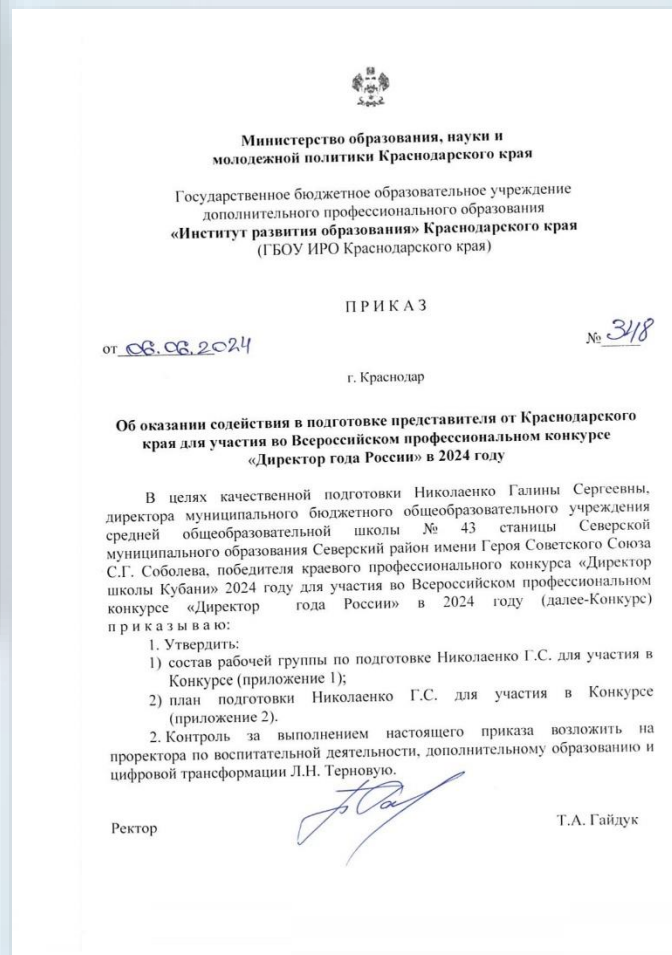 Министерство образования, науки и
молодежной политики Краснодарского края
Государственное бюджетное образовательное учреждение
дополнительного профессионального образования
«Институт развития образования» Краснодарского края
(ГБОУ ИРО Краснодарского края)
П Р И К А З
от 06.06.2024 № 348
г. Краснодар
Об оказании содействия в подготовке представителя от Краснодарского
края для участия во Всероссийском профессиональном конкурсе
«Директор года России» в 2024 году
В целях качественной подготовки Николаенко Галины Сергеевны,
директора муниципального бюджетного общеобразовательного учреждения
средней общеобразовательной школы № 43 станицы Северской
муниципального образования Северский район имени Героя Советского Союза
С.Г. Соболева, победителя краевого профессионального конкурса «Директор
школы Кубани» 2024 году для участия во Всероссийском профессиональном
конкурсе «Директор года России» в 2024 году (далее-Конкурс)
п р и к а з ы в а ю:
1. Утвердить:
1) состав рабочей группы по подготовке Николаенко Г.С. для участия в
Конкурсе (приложение 1);
2) план подготовки Николаенко Г.С. для участия в Конкурсе
(приложение 2).
2. Контроль за выполнением настоящего приказа возложить на
проректора по воспитательной деятельности, дополнительному образованию и
цифровой трансформации Л.Н. Терновую.
Ректор Т.А. Гайдук